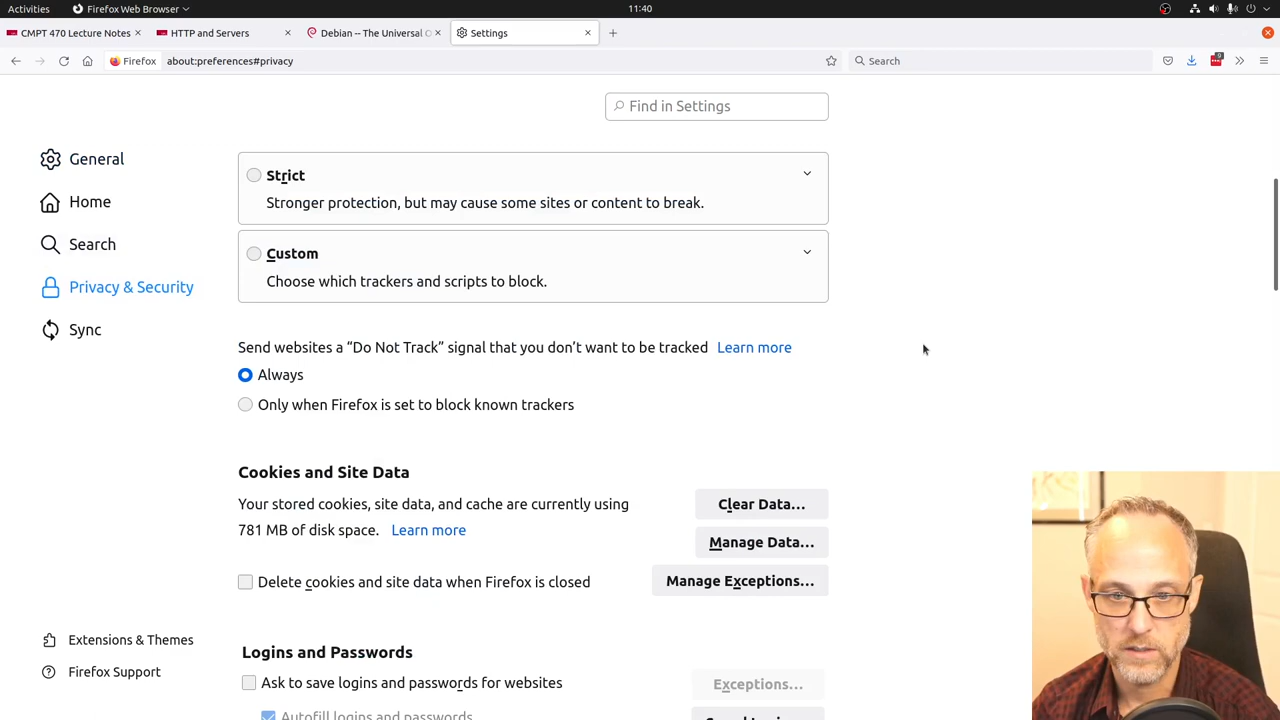 Activities
Firefox Web Browser
11:40
CMPT 470 Lecture Notes
HTTP and Servers
Debian -- The Universal O
Settings
Firefox
about:preferences#privacy
Search
9
Find in Settings
General
Home
Search
Privacy & Security
Sync
Extensions & Themes
Firefox Support
Strict
Stronger protection, but may cause some sites or content to break.
Custom
Choose which trackers and scripts to block.
Send websites a “Do Not Track” signal that you don’t want to be tracked Learn more
Always
Only when Firefox is set to block known trackers
Cookies and Site Data
Your stored cookies, site data, and cache are currently using
781 MB of disk space. Learn more
Clear Data…
Manage Data…
Delete cookies and site data when Firefox is closed
Manage Exceptions…
Logins and Passwords
Ask to save logins and passwords for websites
Exceptions…
Autofill logins and passwords